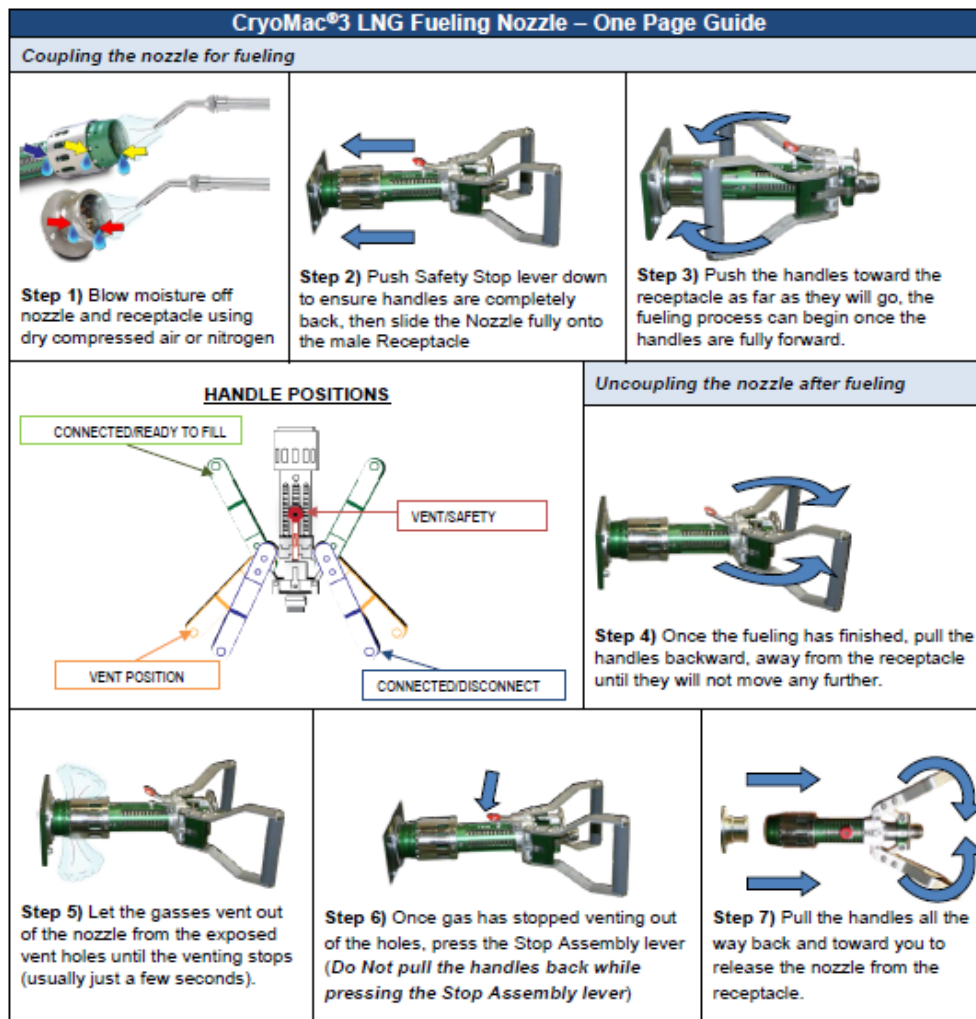 CryoMac®3 LNG Fueling Nozzle – One Page Guide
Coupling the nozzle for fueling
Step 1) Blow moisture off
nozzle and receptacle using
dry compressed air or nitrogen
Step 2) Push Safety Stop lever down
to ensure handles are completely
back, then slide the Nozzle fully onto
the male Receptacle
Step 3) Push the handles toward the
receptacle as far as they will go, the
fueling process can begin once the
handles are fully forward.
HANDLE POSITIONS
CONNECTED/READY TO FILL
VENT/SAFETY
VENT POSITION
CONNECTED/DISCONNECT
Uncoupling the nozzle after fueling
Step 4) Once the fueling has finished, pull the
handles backward, away from the receptacle
until they will not move any further.
Step 5) Let the gasses vent out
of the nozzle from the exposed
vent holes until the venting stops
(usually just a few seconds).
Step 6) Once gas has stopped venting out
of the holes, press the Stop Assembly lever
(Do Not pull the handles back while
pressing the Stop Assembly lever)
Step 7) Pull the handles all the
way back and toward you to
release the nozzle from the
receptacle.